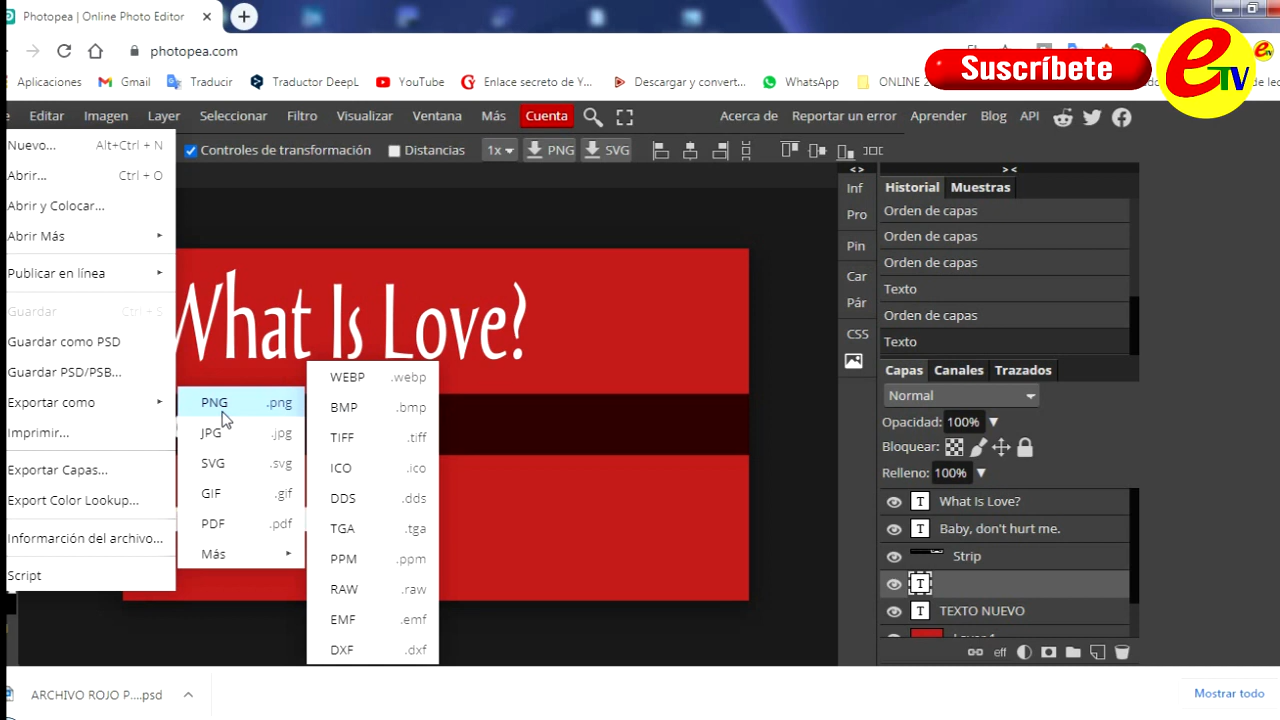 Photopea | Online Photo Editor
photopea.com
Aplicaciones Gmail Traducir Traductor DeepL YouTube Enlace secreto de Y... Descargar y convert... WhatsApp ONLINE
Suscríbete
eTV
Editar Imagen Layer Seleccionar Filtro Visualizar Ventana Más Cuenta Acerca de Reportar un error Aprender Blog API
Controles de transformación Distancias 1x PNG SVG
Nuevo... Alt+Ctrl + N
Abrir... Ctrl + O
Abrir y Colocar...
Abrir Más
Publicar en línea
Guardar Ctrl + S
Guardar como PSD
Guardar PSD/PSB...
Exportar como
Imprimir...
Exportar Capas...
Export Color Lookup...
Informarción del archivo...
Script
PNG .png
JPG .jpg
SVG .svg
GIF .gif
PDF .pdf
Más
WEBP .webp
BMP .bmp
TIFF .tiff
ICO .ico
DDS .dds
TGA .tga
PPM .ppm
RAW .raw
EMF .emf
DXF .dxf
What Is Love?
Inf
Pro
Pin
Car
Pár
CSS
Historial Muestras
Orden de capas
Orden de capas
Orden de capas
Texto
Orden de capas
Texto
Capas Canales Trazados
Normal
Opacidad: 100%
Bloquear:
Relleno: 100%
T What Is Love?
T Baby, don't hurt me.
Strip
T
T TEXTO NUEVO
eff
ARCHIVO ROJO P....psd
Mostrar todo